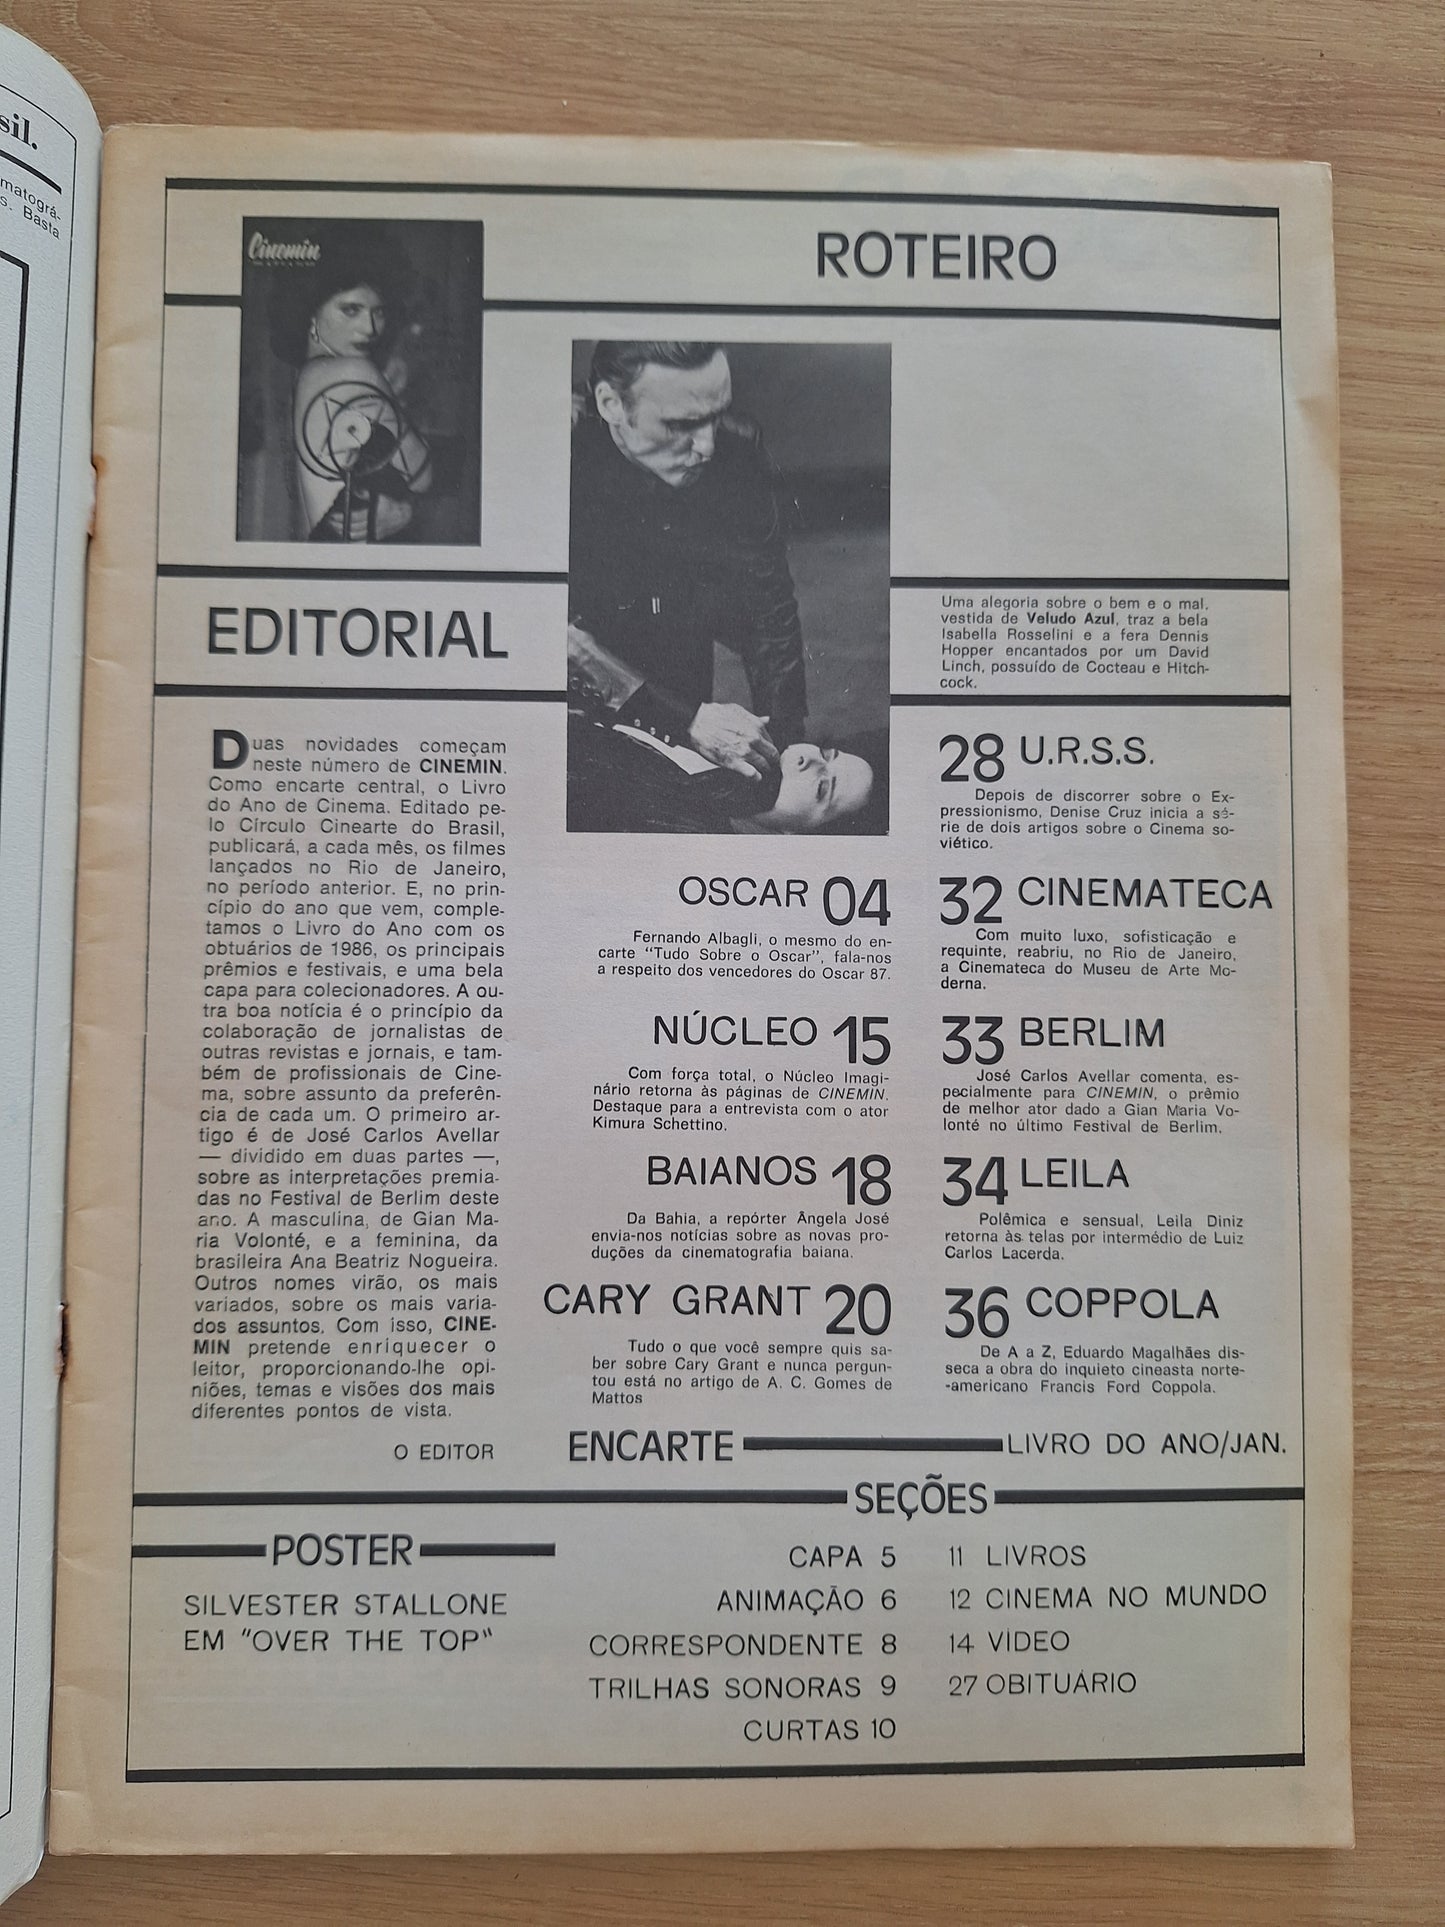 sil.
matográ-
s. Basta
Cinemin
ROTEIRO
EDITORIAL
Uma alegoria sobre o bem e o mal,
vestida de Veludo Azul, traz a bela
Isabella Rosselini e a fera Dennis
Hopper encantados por um David
Linch, possuído de Cocteau e Hitch-
cock.
Duas novidades começam
neste número de CINEMIN.
Como encarte central, o Livro
do Ano de Cinema. Editado pe-
lo Círculo Cinearte do Brasil,
publicará, a cada mês, os filmes
lançados no Rio de Janeiro,
no período anterior. E, no prin-
cípio do ano que vem, comple-
tamos o Livro do Ano com os
obtuários de 1986, os principais
prêmios e festivais, e uma bela
capa para colecionadores. A ou-
tra boa notícia é o princípio da
colaboração de jornalistas de
outras revistas e jornais, e tam-
bém de profissionais de Cine-
ma, sobre assunto da preferên-
cia de cada um. O primeiro ar-
tigo é de José Carlos Avellar
— dividido em duas partes —,
sobre as interpretações premia-
das no Festival de Berlim deste
ano. A masculina, de Gian Ma-
ria Volonté, e a feminina, da
brasileira Ana Beatriz Nogueira.
Outros nomes virão, os mais
variados, sobre os mais varia-
dos assuntos. Com isso, CINE-
MIN pretende enriquecer o
leitor, proporcionando-lhe opi-
niões, temas e visões dos mais
diferentes pontos de vista.
O EDITOR
OSCAR 04
Fernando Albagli, o mesmo do en-
carte “Tudo Sobre o Oscar”, fala-nos
a respeito dos vencedores do Oscar 87.
NÚCLEO 15
Com força total, o Núcleo Imagi-
nário retorna às páginas de CINEMIN.
Destaque para a entrevista com o ator
Kimura Schettino.
BAIANOS 18
Da Bahia, a repórter Ângela José
envia-nos notícias sobre as novas pro-
duções da cinematografia baiana.
CARY GRANT 20
Tudo o que você sempre quis sa-
ber sobre Cary Grant e nunca pergun-
tou está no artigo de A. C. Gomes de
Mattos
28 U.R.S.S.
Depois de discorrer sobre o Ex-
pressionismo, Denise Cruz inicia a sé-
rie de dois artigos sobre o Cinema so-
viético.
32 CINEMATECA
Com muito luxo, sofisticação e
requinte, reabriu, no Rio de Janeiro,
a Cinemateca do Museu de Arte Mo-
derna.
33 BERLIM
José Carlos Avellar comenta, es-
pecialmente para CINEMIN, o prêmio
de melhor ator dado a Gian Maria Vo-
lonté no último Festival de Berlim.
34 LEILA
Polêmica e sensual, Leila Diniz
retorna às telas por intermédio de Luiz
Carlos Lacerda.
36 COPPOLA
De A a Z, Eduardo Magalhães dis-
seca a obra do inquieto cineasta norte-
-americano Francis Ford Coppola.
ENCARTE LIVRO DO ANO/JAN.
POSTER
SILVESTER STALLONE
EM "OVER THE TOP"
SEÇÕES
CAPA 5
ANIMAÇÃO 6
CORRESPONDENTE 8
TRILHAS SONORAS 9
CURTAS 10
11 LIVROS
12 CINEMA NO MUNDO
14 VÍDEO
27 OBITUÁRIO